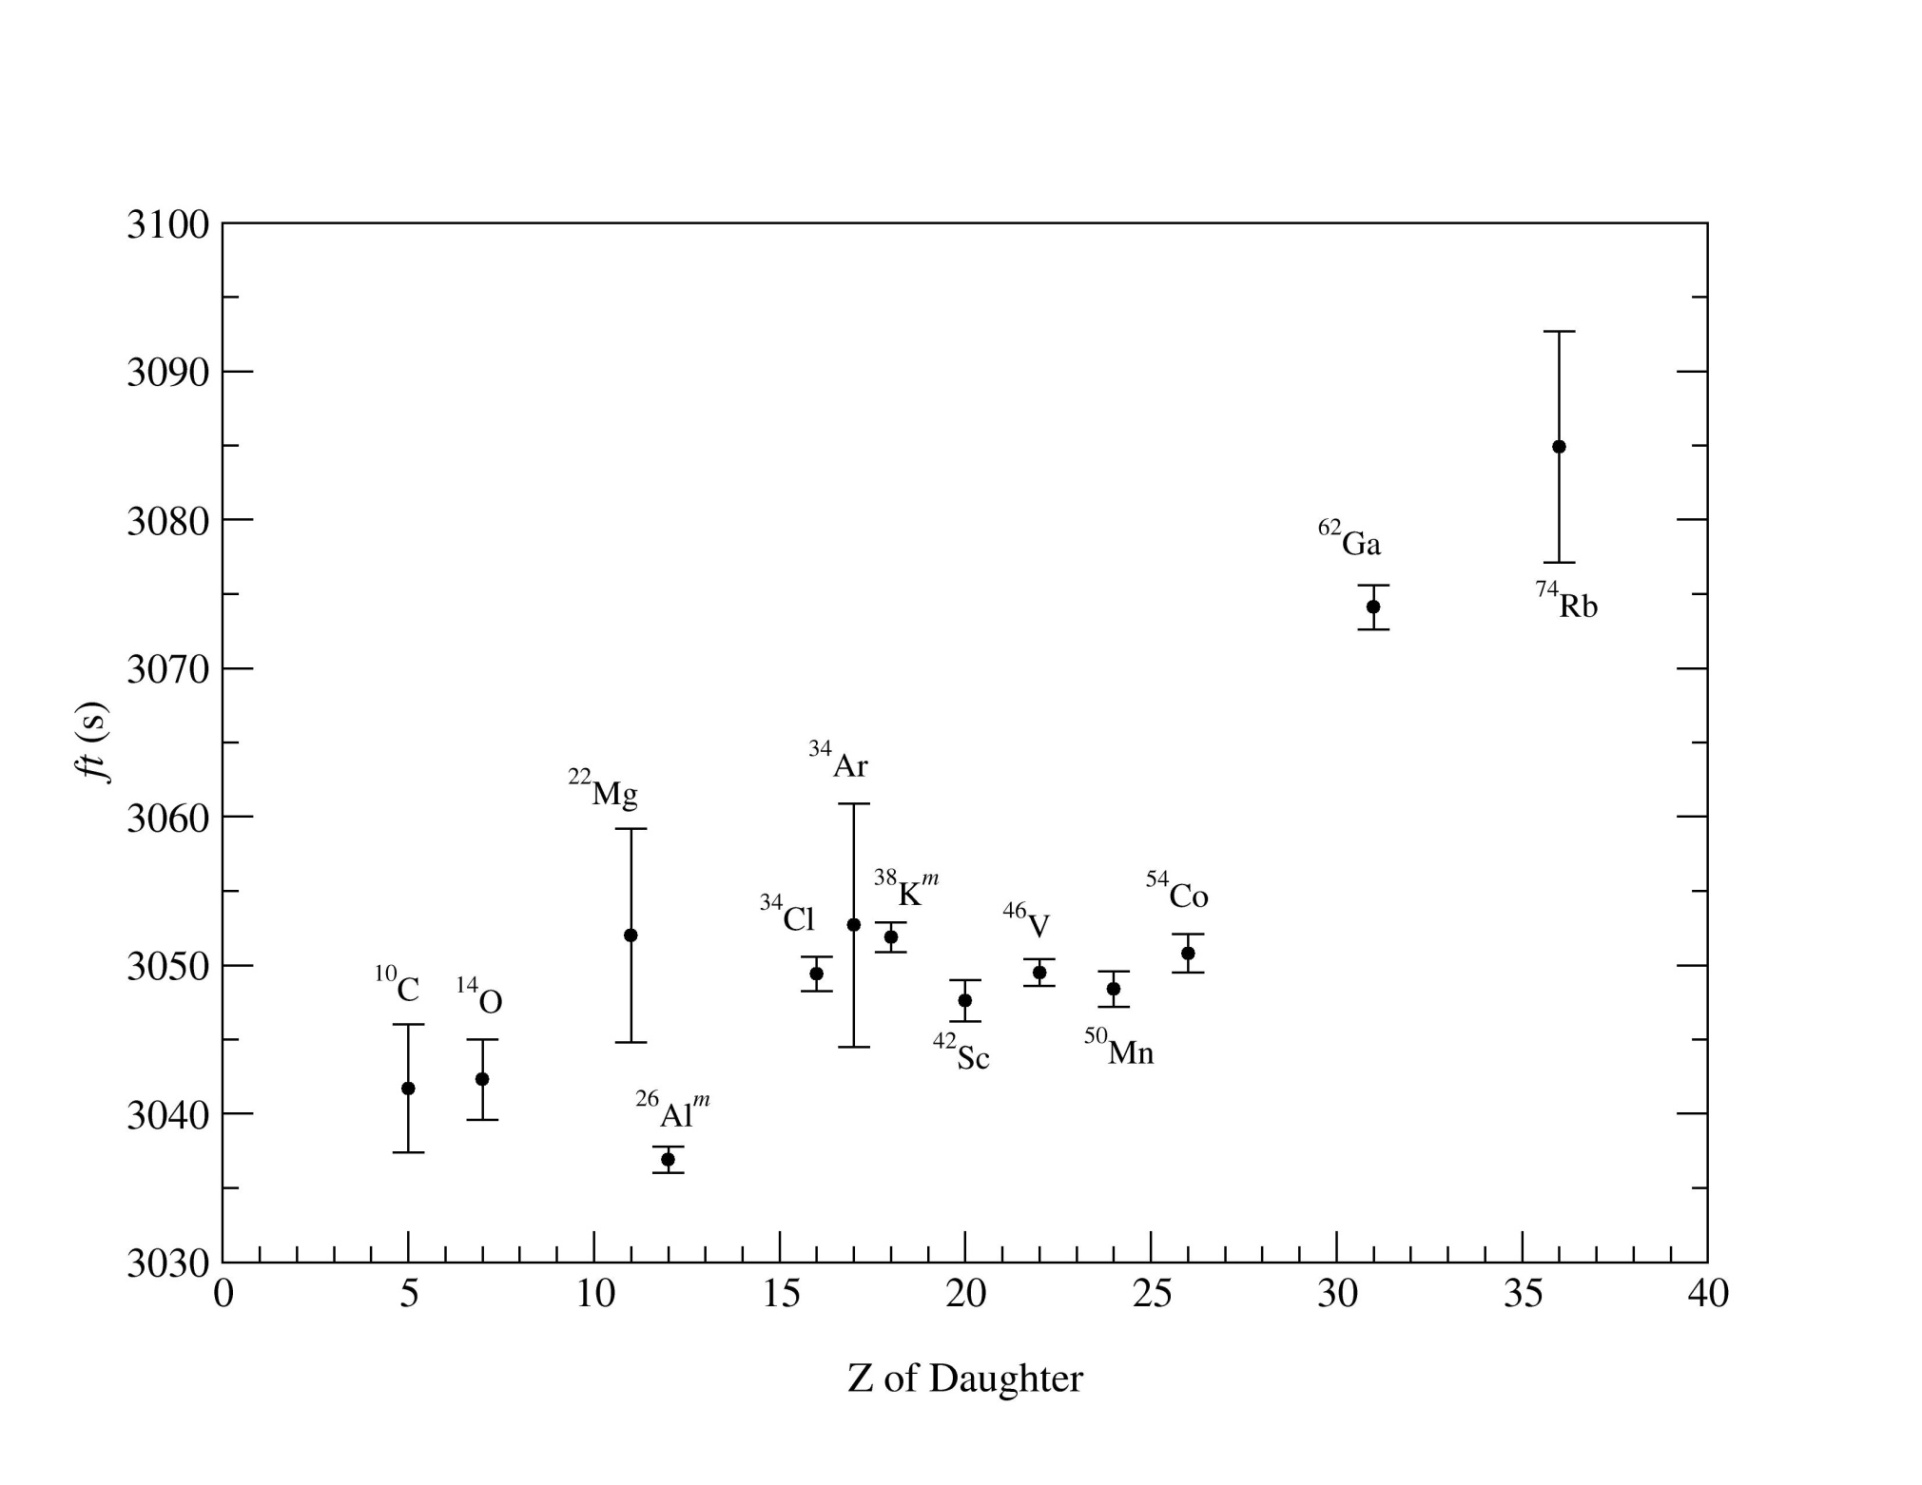 3100
3090
3080
3070
3060
3050
3040
3030
ft (s)
⁶²Ga
⁷⁴Rb
³⁴Ar
²²Mg
³⁸Kᵐ
⁵⁴Co
³⁴Cl
⁴⁶V
¹⁰C
¹⁴O
⁴²Sc
⁵⁰Mn
²⁶Alᵐ
0 5 10 15 20 25 30 35 40
Z of Daughter